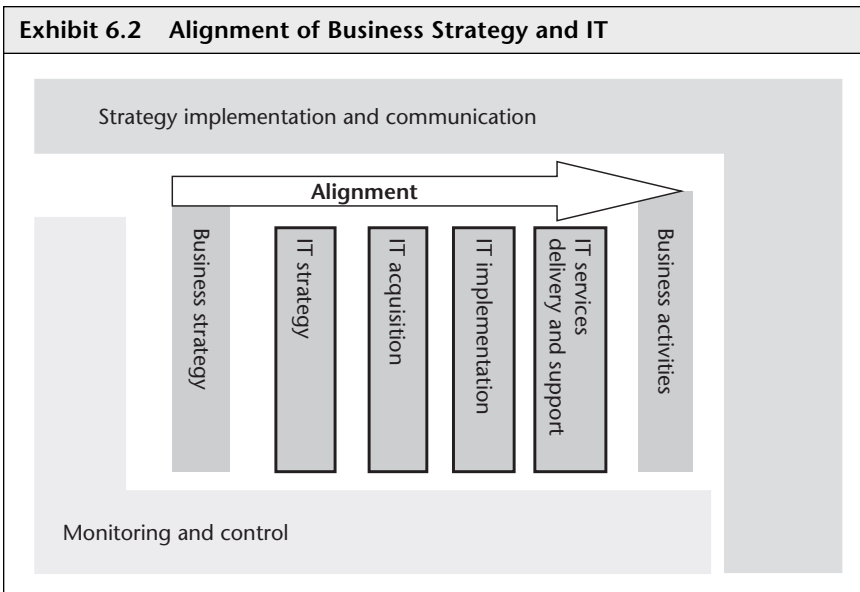 Exhibit 6.2 Alignment of Business Strategy and IT
Strategy implementation and communication
Alignment
Business strategy
IT strategy
IT acquisition
IT implementation
IT services
delivery and support
Business activities
Monitoring and control